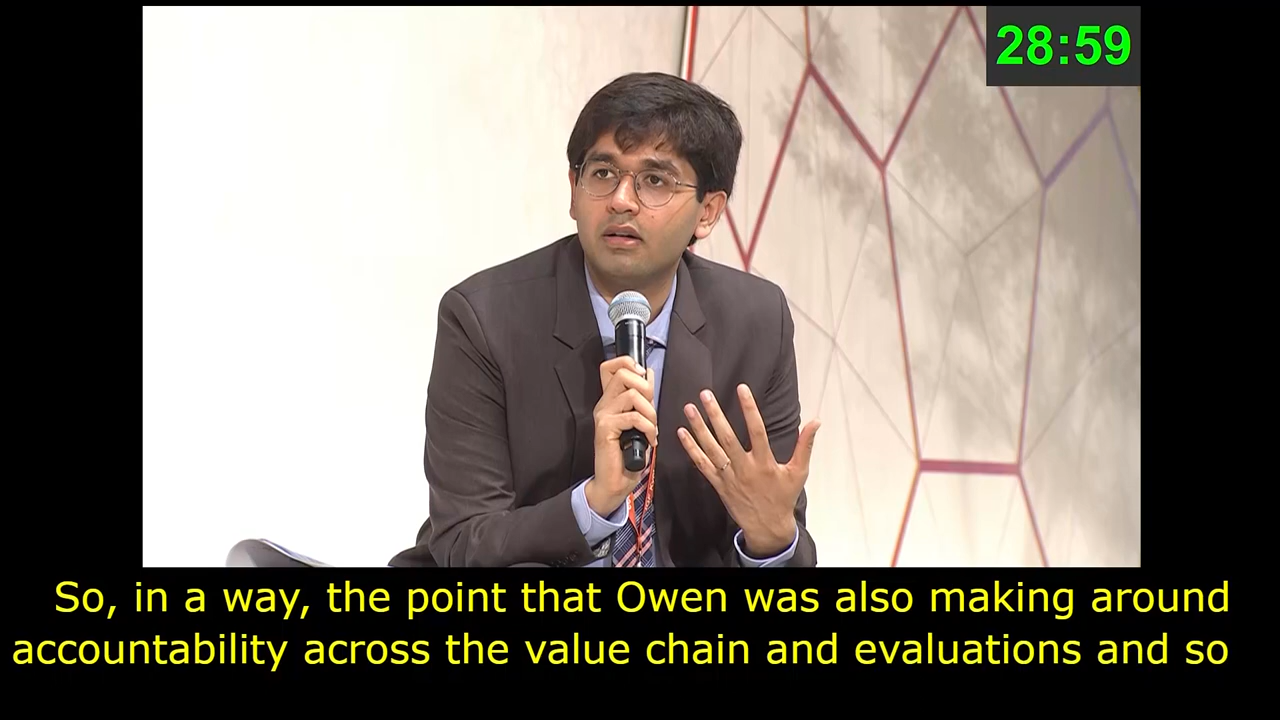 28:59
So, in a way, the point that Owen was also making around
accountability across the value chain and evaluations and so